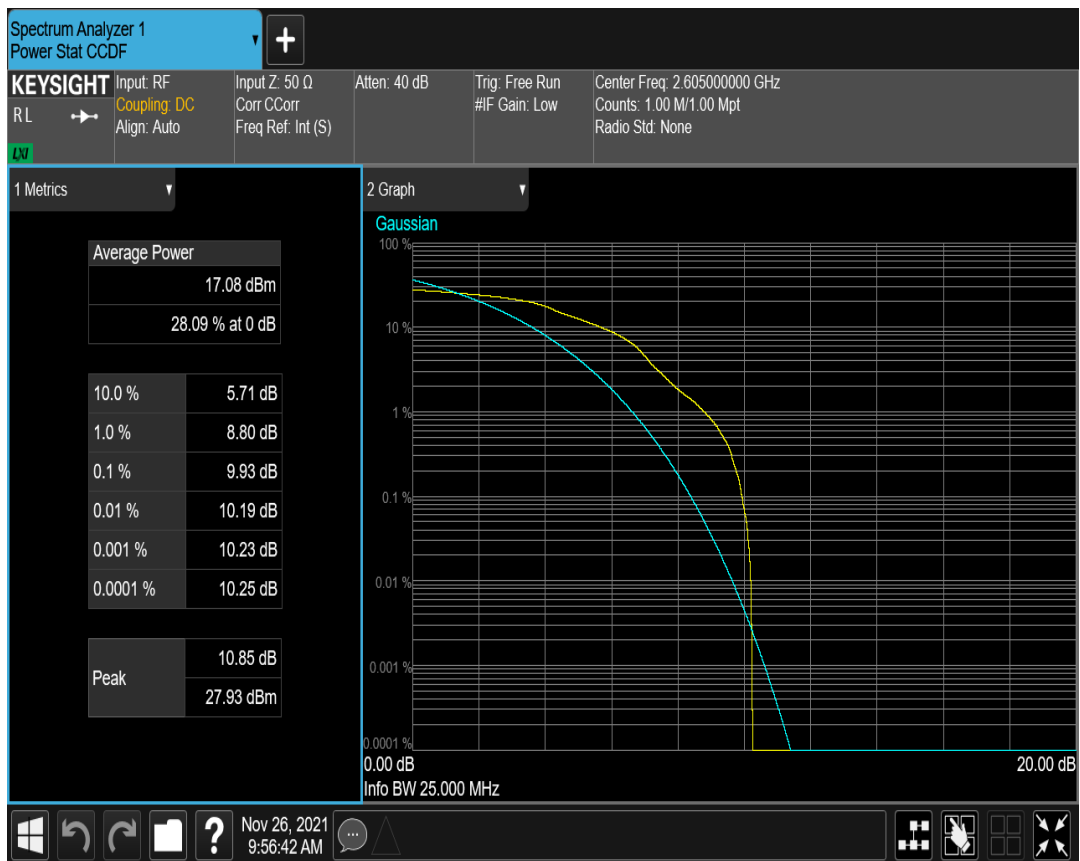 Spectrum Analyzer 1
Power Stat CCDF
+
KEYSIGHT
R L
LXI
Input: RF
Coupling: DC
Align: Auto
Input Z: 50 Ω
Corr CCorr
Freq Ref: Int (S)
Atten: 40 dB
Trig: Free Run
#IF Gain: Low
Center Freq: 2.605000000 GHz
Counts: 1.00 M/1.00 Mpt
Radio Std: None
1 Metrics
Average Power
17.08 dBm
28.09 % at 0 dB
10.0 % 5.71 dB
1.0 % 8.80 dB
0.1 % 9.93 dB
0.01 % 10.19 dB
0.001 % 10.23 dB
0.0001 % 10.25 dB
Peak
10.85 dB
27.93 dBm
2 Graph
Gaussian
100 %
10 %
1 %
0.1 %
0.01 %
0.001 %
0.0001 %
0.00 dB 20.00 dB
Info BW 25.000 MHz
?
Nov 26, 2021
9:56:42 AM